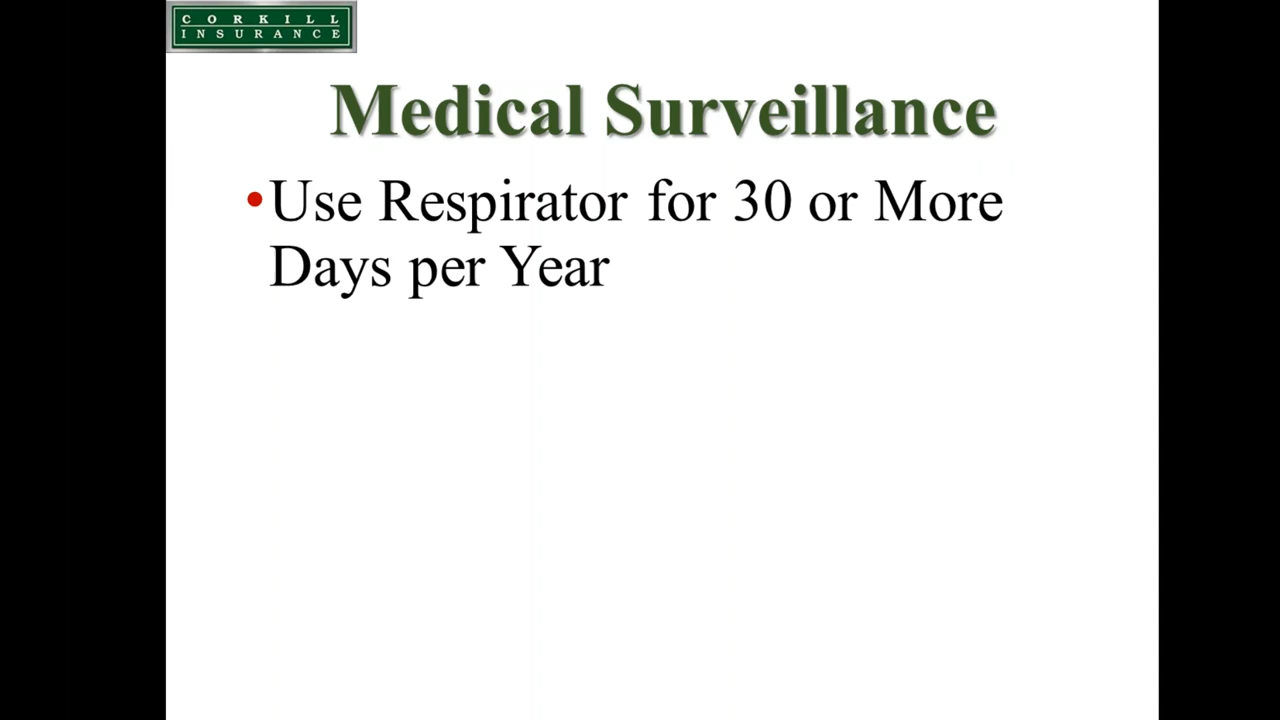 CORKILL
INSURANCE
Medical Surveillance
•Use Respirator for 30 or More
Days per Year